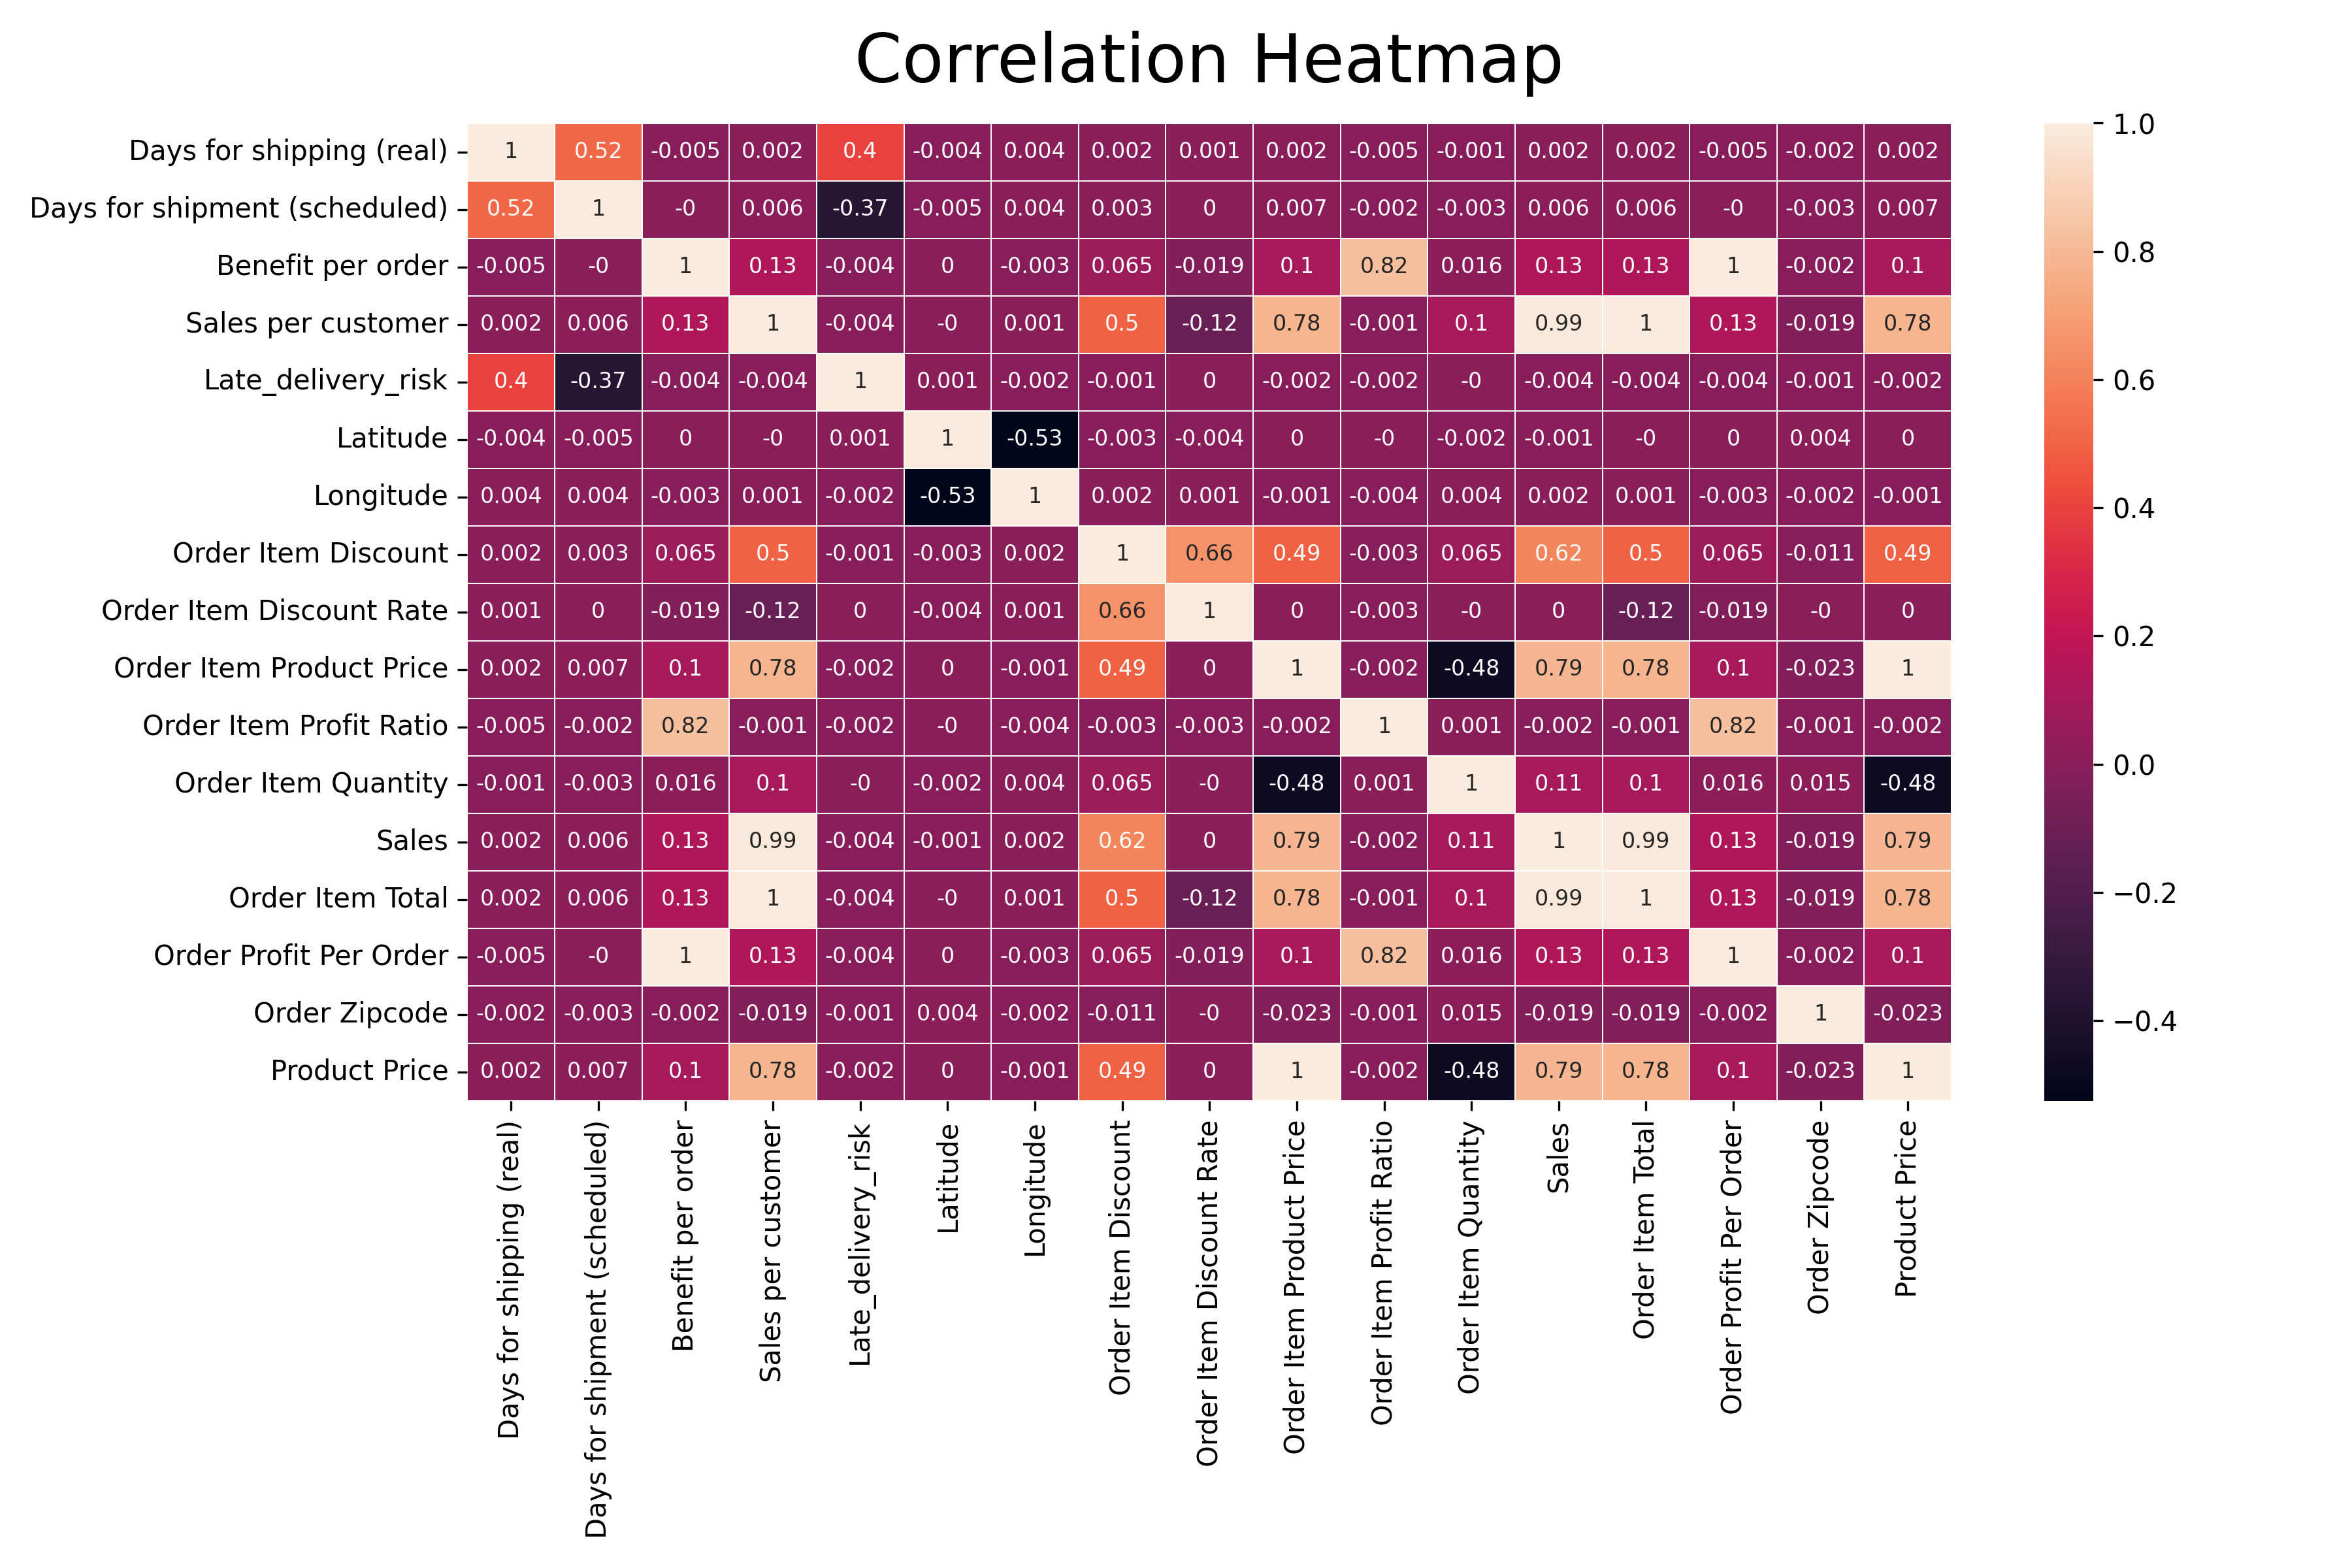 Correlation Heatmap
Days for shipping (real) 1 0.52 -0.005 0.002 0.4 -0.004 0.004 0.002 0.001 0.002 -0.005 -0.001 0.002 0.002 -0.005 -0.002 0.002
Days for shipment (scheduled) 0.52 1 -0 0.006 -0.37 -0.005 0.004 0.003 0 0.007 -0.002 -0.003 0.006 0.006 -0 -0.003 0.007
Benefit per order -0.005 -0 1 0.13 -0.004 0 -0.003 0.065 -0.019 0.1 0.82 0.016 0.13 0.13 1 -0.002 0.1
Sales per customer 0.002 0.006 0.13 1 -0.004 -0 0.001 0.5 -0.12 0.78 -0.001 0.1 0.99 1 0.13 -0.019 0.78
Late_delivery_risk 0.4 -0.37 -0.004 -0.004 1 0.001 -0.002 -0.001 0 -0.002 -0.002 -0 -0.004 -0.004 -0.004 -0.001 -0.002
Latitude -0.004 -0.005 0 -0 0.001 1 -0.53 -0.003 -0.004 0 -0 -0.002 -0.001 -0 0 0.004 0
Longitude 0.004 0.004 -0.003 0.001 -0.002 -0.53 1 0.002 0.001 -0.001 -0.004 0.004 0.002 0.001 -0.003 -0.002 -0.001
Order Item Discount 0.002 0.003 0.065 0.5 -0.001 -0.003 0.002 1 0.66 0.49 -0.003 0.065 0.62 0.5 0.065 -0.011 0.49
Order Item Discount Rate 0.001 0 -0.019 -0.12 0 -0.004 0.001 0.66 1 0 -0.003 -0 0 -0.12 -0.019 -0 0
Order Item Product Price 0.002 0.007 0.1 0.78 -0.002 0 -0.001 0.49 0 1 -0.002 -0.48 0.79 0.78 0.1 -0.023 1
Order Item Profit Ratio -0.005 -0.002 0.82 -0.001 -0.002 -0 -0.004 -0.003 -0.003 -0.002 1 0.001 -0.002 -0.001 0.82 -0.001 -0.002
Order Item Quantity -0.001 -0.003 0.016 0.1 -0 -0.002 0.004 0.065 -0 -0.48 0.001 1 0.11 0.1 0.016 0.015 -0.48
Sales 0.002 0.006 0.13 0.99 -0.004 -0.001 0.002 0.62 0 0.79 -0.002 0.11 1 0.99 0.13 -0.019 0.79
Order Item Total 0.002 0.006 0.13 1 -0.004 -0 0.001 0.5 -0.12 0.78 -0.001 0.1 0.99 1 0.13 -0.019 0.78
Order Profit Per Order -0.005 -0 1 0.13 -0.004 0 -0.003 0.065 -0.019 0.1 0.82 0.016 0.13 0.13 1 -0.002 0.1
Order Zipcode -0.002 -0.003 -0.002 -0.019 -0.001 0.004 -0.002 -0.011 -0 -0.023 -0.001 0.015 -0.019 -0.019 -0.002 1 -0.023
Product Price 0.002 0.007 0.1 0.78 -0.002 0 -0.001 0.49 0 1 -0.002 -0.48 0.79 0.78 0.1 -0.023 1
Days for shipping (real)
Days for shipment (scheduled)
Benefit per order
Sales per customer
Late_delivery_risk
Latitude
Longitude
Order Item Discount
Order Item Discount Rate
Order Item Product Price
Order Item Profit Ratio
Order Item Quantity
Sales
Order Item Total
Order Profit Per Order
Order Zipcode
Product Price
1.0
0.8
0.6
0.4
0.2
0.0
−0.2
−0.4